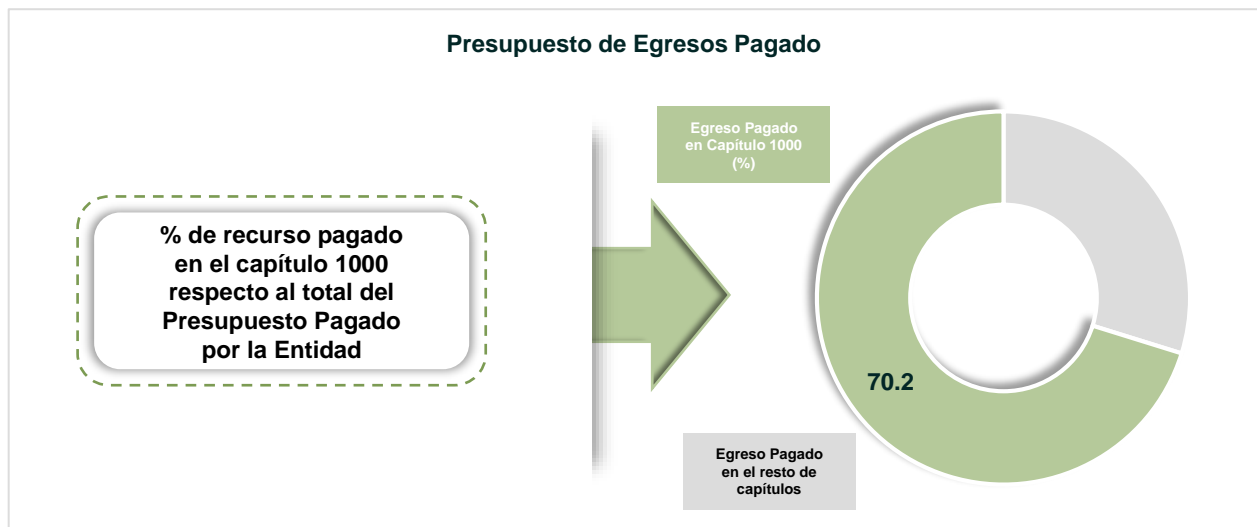 Presupuesto de Egresos Pagado
Egreso Pagado
en Capítulo 1000
(%)
% de recurso pagado
en el capítulo 1000
respecto al total del
Presupuesto Pagado
por la Entidad
70.2
Egreso Pagado
en el resto de
capítulos